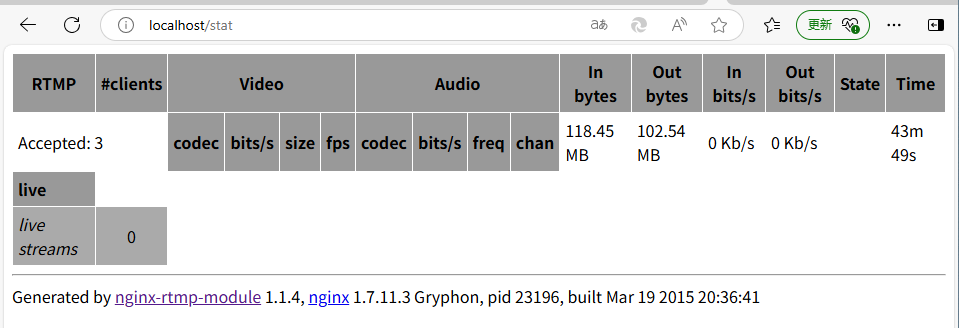 localhost/stat
aあ
A
更新
RTMP #clients Video Audio In bytes Out bytes In bits/s Out bits/s State Time
Accepted: 3 codec bits/s size fps codec bits/s freq chan 118.45 MB 102.54 MB 0 Kb/s 0 Kb/s 43m 49s
live
live streams 0
Generated by nginx-rtmp-module 1.1.4, nginx 1.7.11.3 Gryphon, pid 23196, built Mar 19 2015 20:36:41